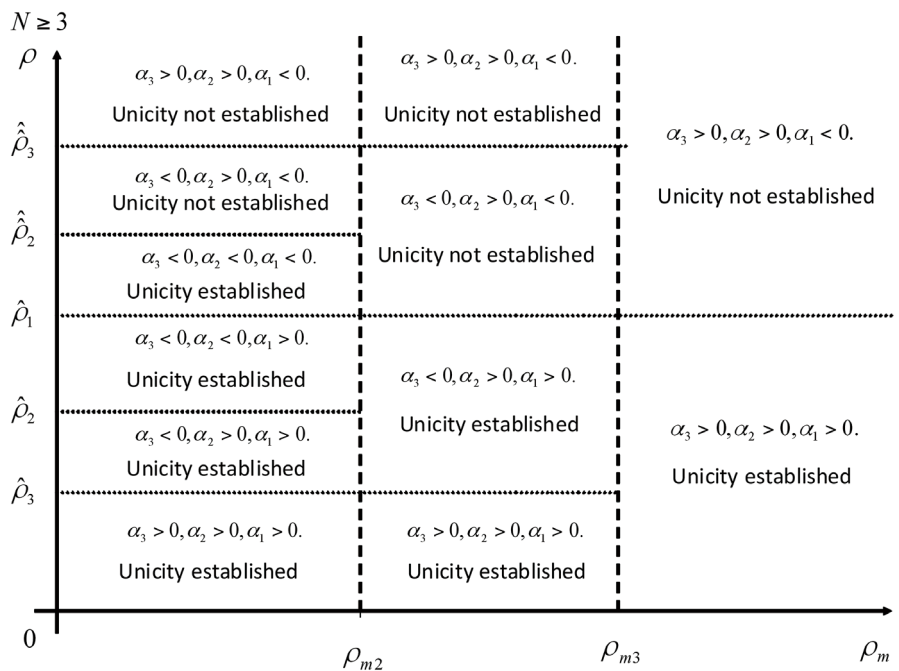 N ≥ 3
ρ
α₃ > 0, α₂ > 0, α₁ < 0.
Unicity not established
α₃ > 0, α₂ > 0, α₁ < 0.
Unicity not established
α₃ > 0, α₂ > 0, α₁ < 0.
Unicity not established
ρ̂̂₃
α₃ < 0, α₂ > 0, α₁ < 0.
Unicity not established
α₃ < 0, α₂ > 0, α₁ < 0.
Unicity not established
ρ̂̂₂
α₃ < 0, α₂ < 0, α₁ < 0.
Unicity established
ρ̂₁
α₃ < 0, α₂ < 0, α₁ > 0.
Unicity established
α₃ < 0, α₂ > 0, α₁ > 0.
Unicity established
ρ̂₂
α₃ < 0, α₂ > 0, α₁ > 0.
Unicity established
α₃ > 0, α₂ > 0, α₁ > 0.
Unicity established
ρ̂₃
α₃ > 0, α₂ > 0, α₁ > 0.
Unicity established
α₃ > 0, α₂ > 0, α₁ > 0.
Unicity established
0
ρ_{m2}
ρ_{m3}
ρ_m